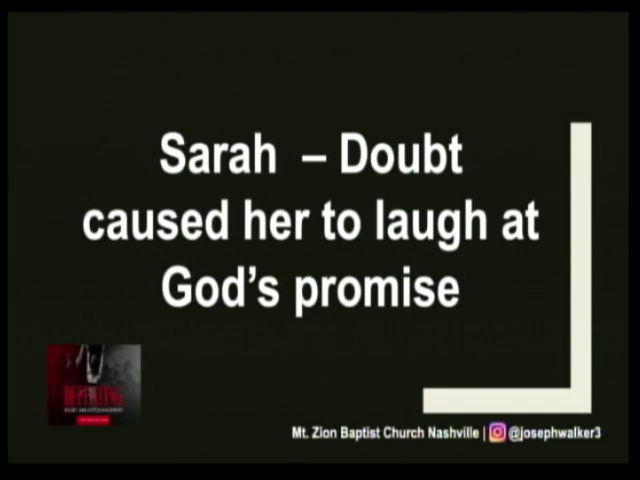 Sarah – Doubt
caused her to laugh at
God's promise
Mt. Zion Baptist Church Nashville | @josephwalker3